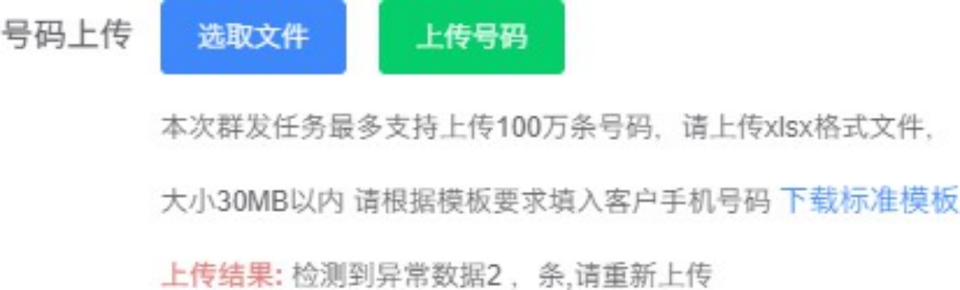 号码上传 选取文件 上传号码
本次群发任务最多支持上传100万条号码，请上传xlsx格式文件，
大小30MB以内 请根据模板要求填入客户手机号码 下载标准模板
上传结果: 检测到异常数据2 ，条,请重新上传